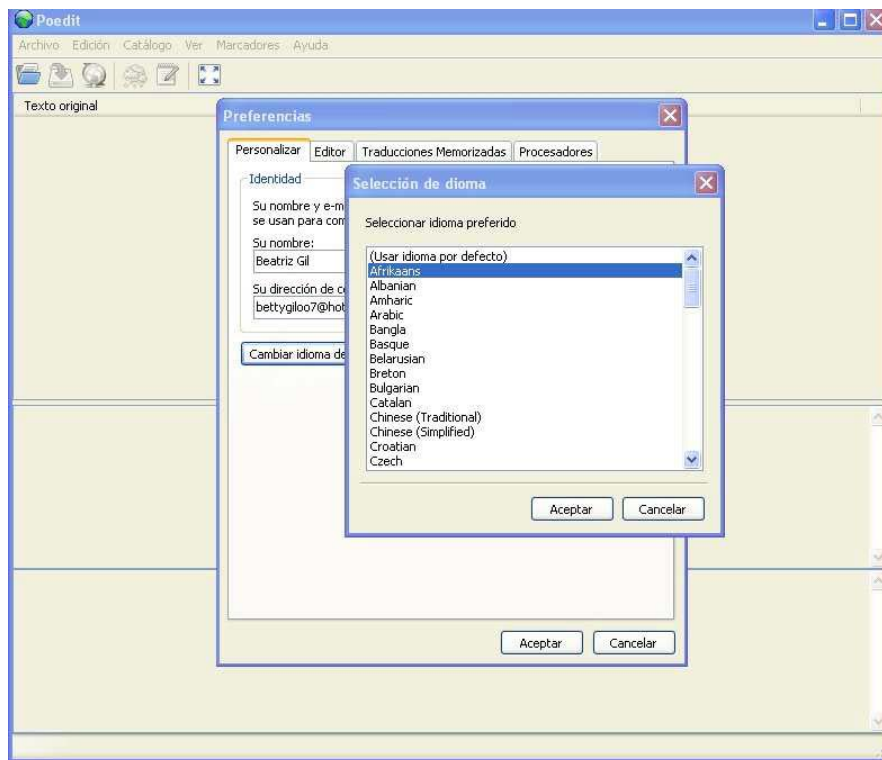 Poedit
Archivo Edición Catálogo Ver Marcadores Ayuda
Texto original
Preferencias
Personalizar Editor Traducciones Memorizadas Procesadores
Identidad
Su nombre y e-m
se usan para com
Su nombre:
Beatriz Gil
Su dirección de c
bettygiloo7@hot
Cambiar idioma de
Selección de dioma
Seleccionar idioma preferido
(Usar idioma por defecto)
Afrikaans
Albanian
Amharic
Arabic
Bangla
Basque
Belarusian
Breton
Bulgarian
Catalan
Chinese (Traditional)
Chinese (Simplified)
Croatian
Czech
Aceptar Cancelar
Aceptar Cancelar